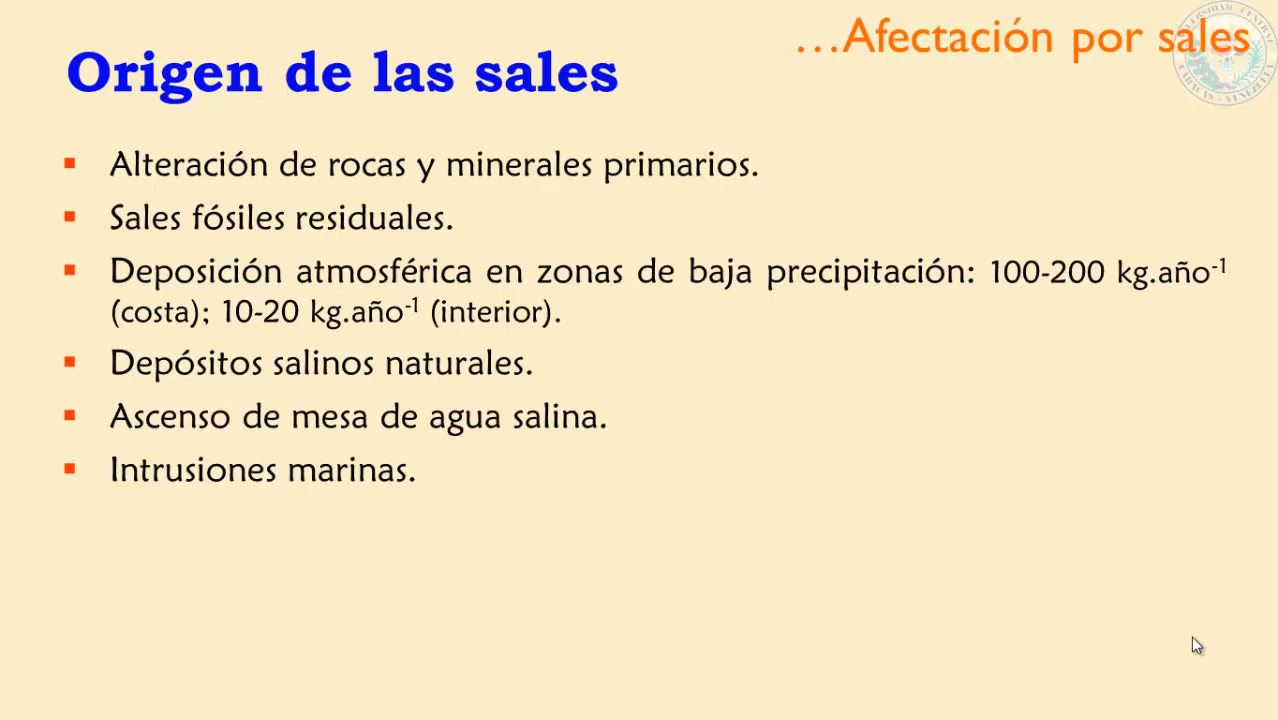 …Afectación por sales
Origen de las sales
▪ Alteración de rocas y minerales primarios.
▪ Sales fósiles residuales.
▪ Deposición atmosférica en zonas de baja precipitación: 100-200 kg.año⁻¹
(costa); 10-20 kg.año⁻¹ (interior).
▪ Depósitos salinos naturales.
▪ Ascenso de mesa de agua salina.
▪ Intrusiones marinas.